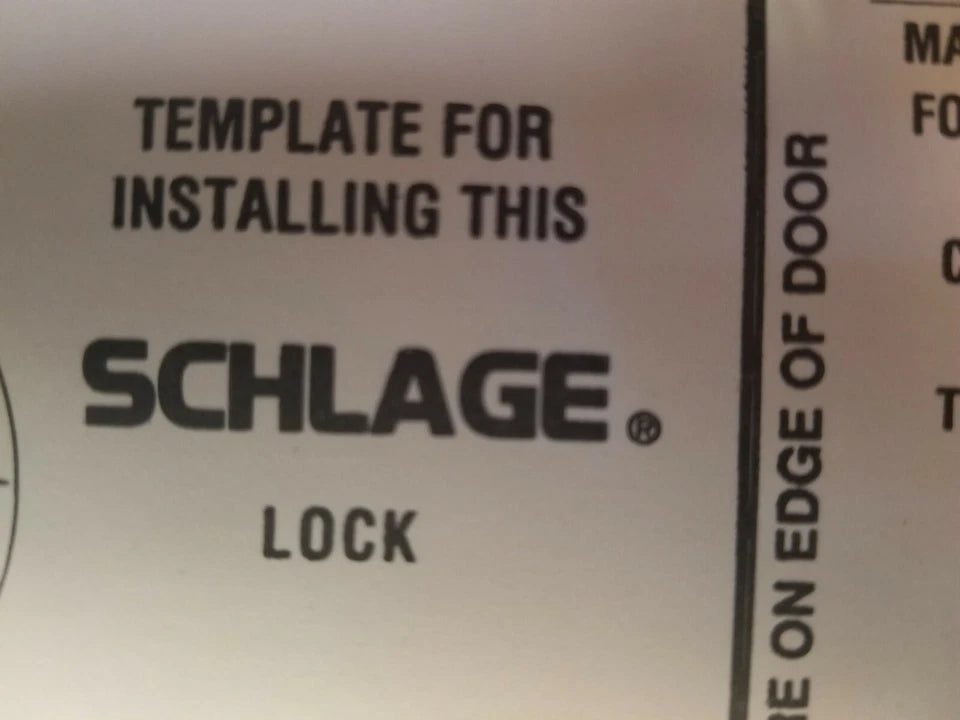 TEMPLATE FOR
INSTALLING THIS
SCHLAGE®
LOCK
ON EDGE OF DOOR